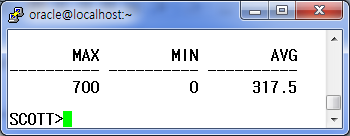 oracle@localhost:~
MAX MIN AVG
---------- ---------- ----------
700 0 317.5
SCOTT>